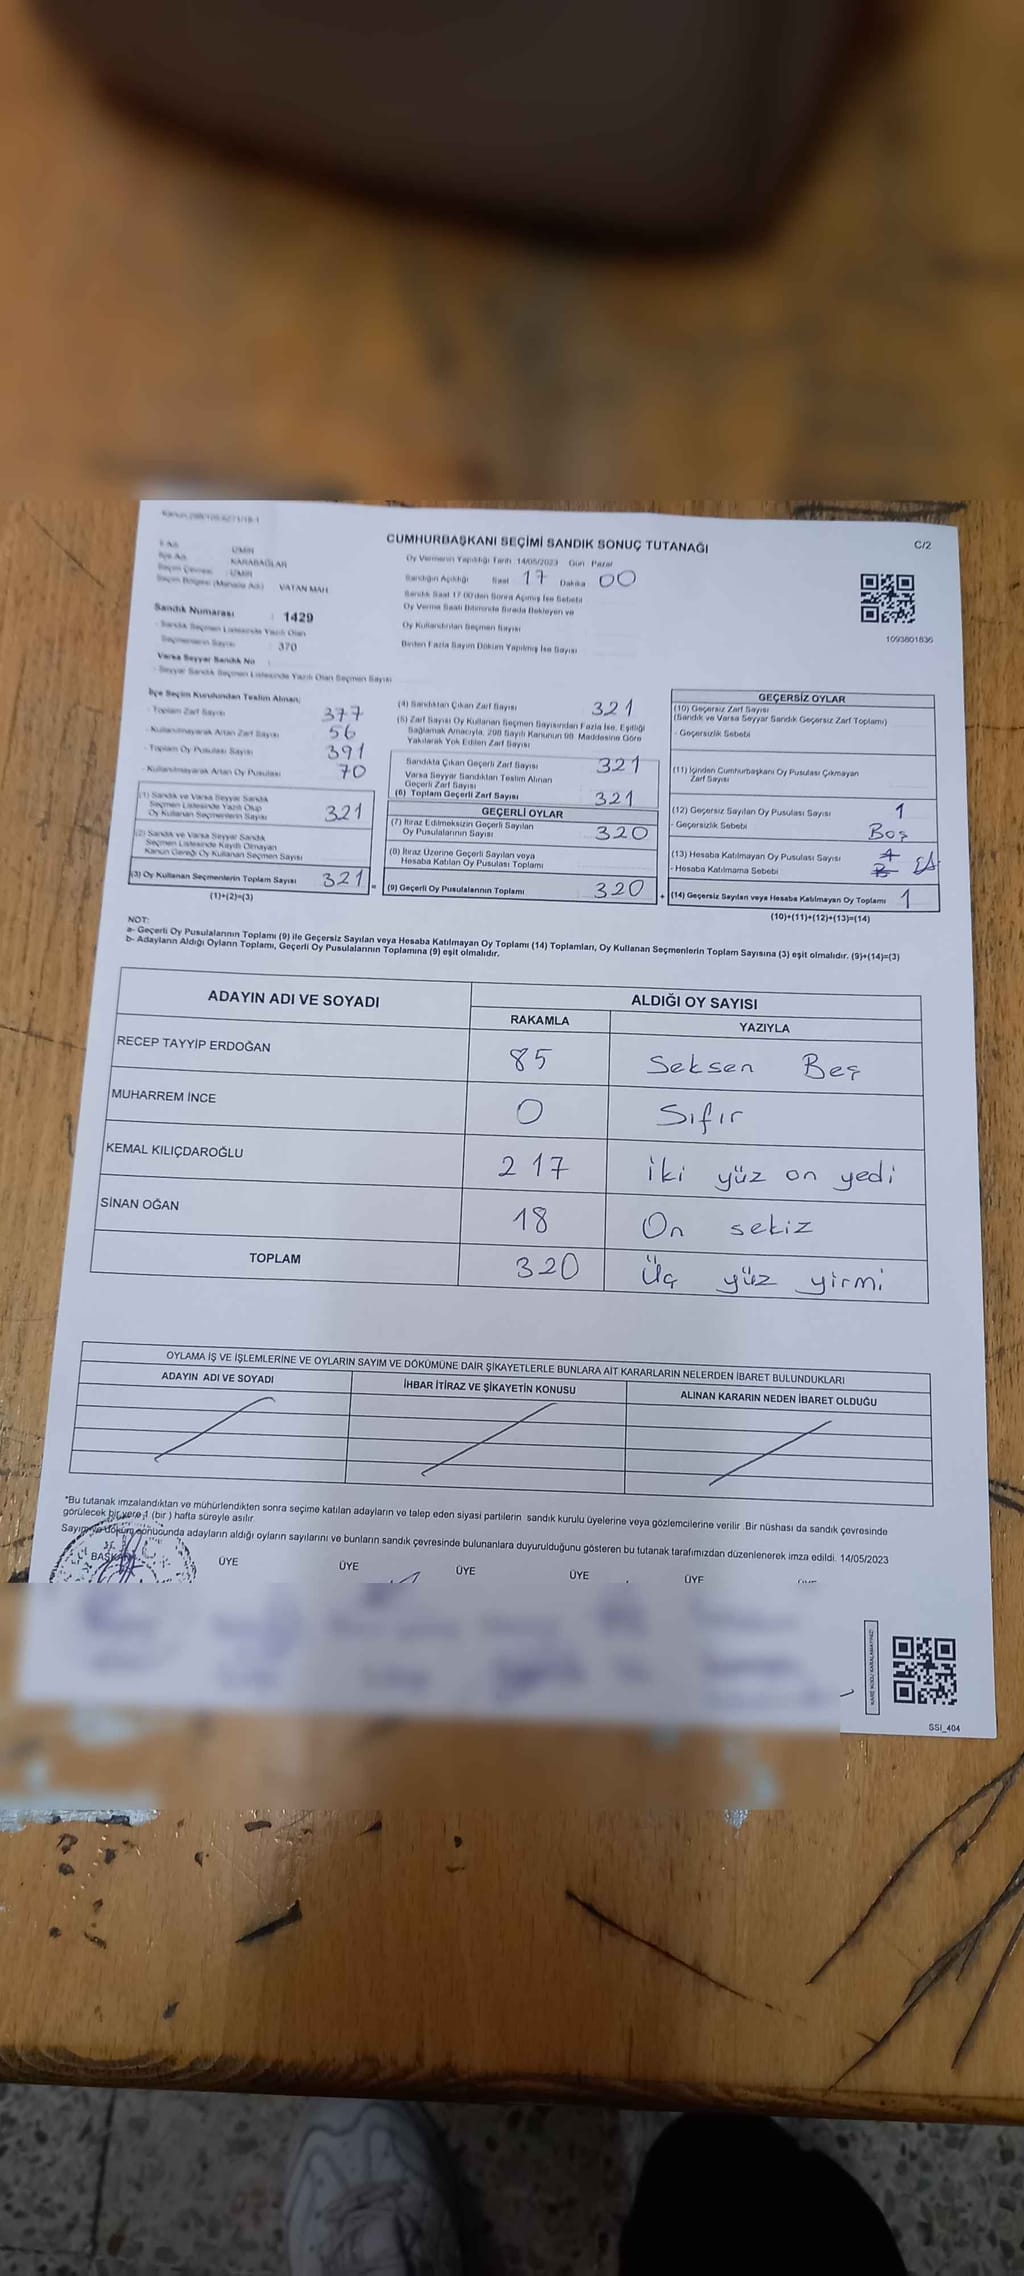 Kanun 298/105-6271/18-1
CUMHURBAŞKANI SEÇİMİ SANDIK SONUÇ TUTANAĞI
C/2
İli Adı : İZMİR
İlçe Adı : KARABAĞLAR
Seçim Çevresi : İZMİR
Seçim Bölgesi (Mahalle Adı) : VATAN MAH
Oy Vermenin Yapıldığı Tarih: 14/05/2023 Gün: Pazar
Sandığın Açıldığı Saat 17 Dakika 00
Sandık Saat 17.00'den Sonra Açılmış İse Sebebi
Oy Verme Saati Bitiminde Sırada Bekleyen ve
Oy Kullandırılan Seçmen Sayısı
Birden Fazla Sayım Döküm Yapılmış İse Sayısı
1093801836
Sandık Numarası : 1429
- Sandık Seçmen Listesinde Yazılı Olan
Seçmenlerin Sayısı : 370
Varsa Seyyar Sandık No :
- Seyyar Sandık Seçmen Listesinde Yazılı Olan Seçmen Sayısı
İlçe Seçim Kurulundan Teslim Alınan;
- Toplam Zarf Sayısı 377
- Kullanılmayarak Artan Zarf Sayısı 56
- Toplam Oy Pusulası Sayısı 391
- Kullanılmayarak Artan Oy Pusulası 70
(1) Sandık ve Varsa Seyyar Sandık
Seçmen Listesinde Yazılı Olup
Oy Kullanan Seçmenlerin Sayısı 321
(2) Sandık ve Varsa Seyyar Sandık
Seçmen Listesinde Kayıtlı Olmayan
Kanun Gereği Oy Kullanan Seçmen Sayısı
(3) Oy Kullanan Seçmenlerin Toplam Sayısı 321 =
(1)+(2)=(3)
(4) Sandıktan Çıkan Zarf Sayısı 321
(5) Zarf Sayısı Oy Kullanan Seçmen Sayısından Fazla İse, Eşitliği
Sağlamak Amacıyla, 298 Sayılı Kanunun 98. Maddesine Göre
Yakılarak Yok Edilen Zarf Sayısı
Sandıkta Çıkan Geçerli Zarf Sayısı 321
Varsa Seyyar Sandıktan Teslim Alınan
Geçerli Zarf Sayısı
(6) Toplam Geçerli Zarf Sayısı 321
GEÇERLİ OYLAR
(7) İtiraz Edilmeksizin Geçerli Sayılan
Oy Pusulalarının Sayısı 320
(8) İtiraz Üzerine Geçerli Sayılan veya
Hesaba Katılan Oy Pusulası Toplamı
(9) Geçerli Oy Pusulalarının Toplamı 320 +
GEÇERSİZ OYLAR
(10) Geçersiz Zarf Sayısı
(Sandık ve Varsa Seyyar Sandık Geçersiz Zarf Toplamı)
- Geçersizlik Sebebi
(11) İçinden Cumhurbaşkanı Oy Pusulası Çıkmayan
Zarf Sayısı
(12) Geçersiz Sayılan Oy Pusulası Sayısı 1
- Geçersizlik Sebebi Boş
(13) Hesaba Katılmayan Oy Pusulası Sayısı
- Hesaba Katılmama Sebebi
(14) Geçersiz Sayılan veya Hesaba Katılmayan Oy Toplamı 1
(10)+(11)+(12)+(13)=(14)
NOT:
a- Geçerli Oy Pusulalarının Toplamı (9) ile Geçersiz Sayılan veya Hesaba Katılmayan Oy Toplamı (14) Toplamları, Oy Kullanan Seçmenlerin Toplam Sayısına (3) eşit olmalıdır. (9)+(14)=(3)
b- Adayların Aldığı Oyların Toplamı, Geçerli Oy Pusulalarının Toplamına (9) eşit olmalıdır.
ADAYIN ADI VE SOYADI
ALDIĞI OY SAYISI
RAKAMLA YAZIYLA
RECEP TAYYİP ERDOĞAN 85 Seksen Beş
MUHARREM İNCE 0 Sıfır
KEMAL KILIÇDAROĞLU 217 iki yüz on yedi
SİNAN OĞAN 18 On sekiz
TOPLAM 320 Üç yüz yirmi
OYLAMA İŞ VE İŞLEMLERİNE VE OYLARIN SAYIM VE DÖKÜMÜNE DAİR ŞİKAYETLERLE BUNLARA AİT KARARLARIN NELERDEN İBARET BULUNDUKLARI
ADAYIN ADI VE SOYADI İHBAR İTİRAZ VE ŞİKAYETİN KONUSU ALINAN KARARIN NEDEN İBARET OLDUĞU
*Bu tutanak imzalandıktan ve mühürlendikten sonra seçime katılan adayların ve talep eden siyasi partilerin sandık kurulu üyelerine veya gözlemcilerine verilir .Bir nüshası da sandık çevresinde
görülecek bir yere 1 (bir ) hafta süreyle asılır.
Sayım ve döküm sonucunda adayların aldığı oyların sayılarını ve bunların sandık çevresinde bulunanlara duyurulduğunu gösteren bu tutanak tarafımızdan düzenlenerek imza edildi. 14/05/2023
BAŞKAN ÜYE ÜYE ÜYE ÜYE ÜYE
KARE KODU KARALAMAYINIZ!
SSI_404